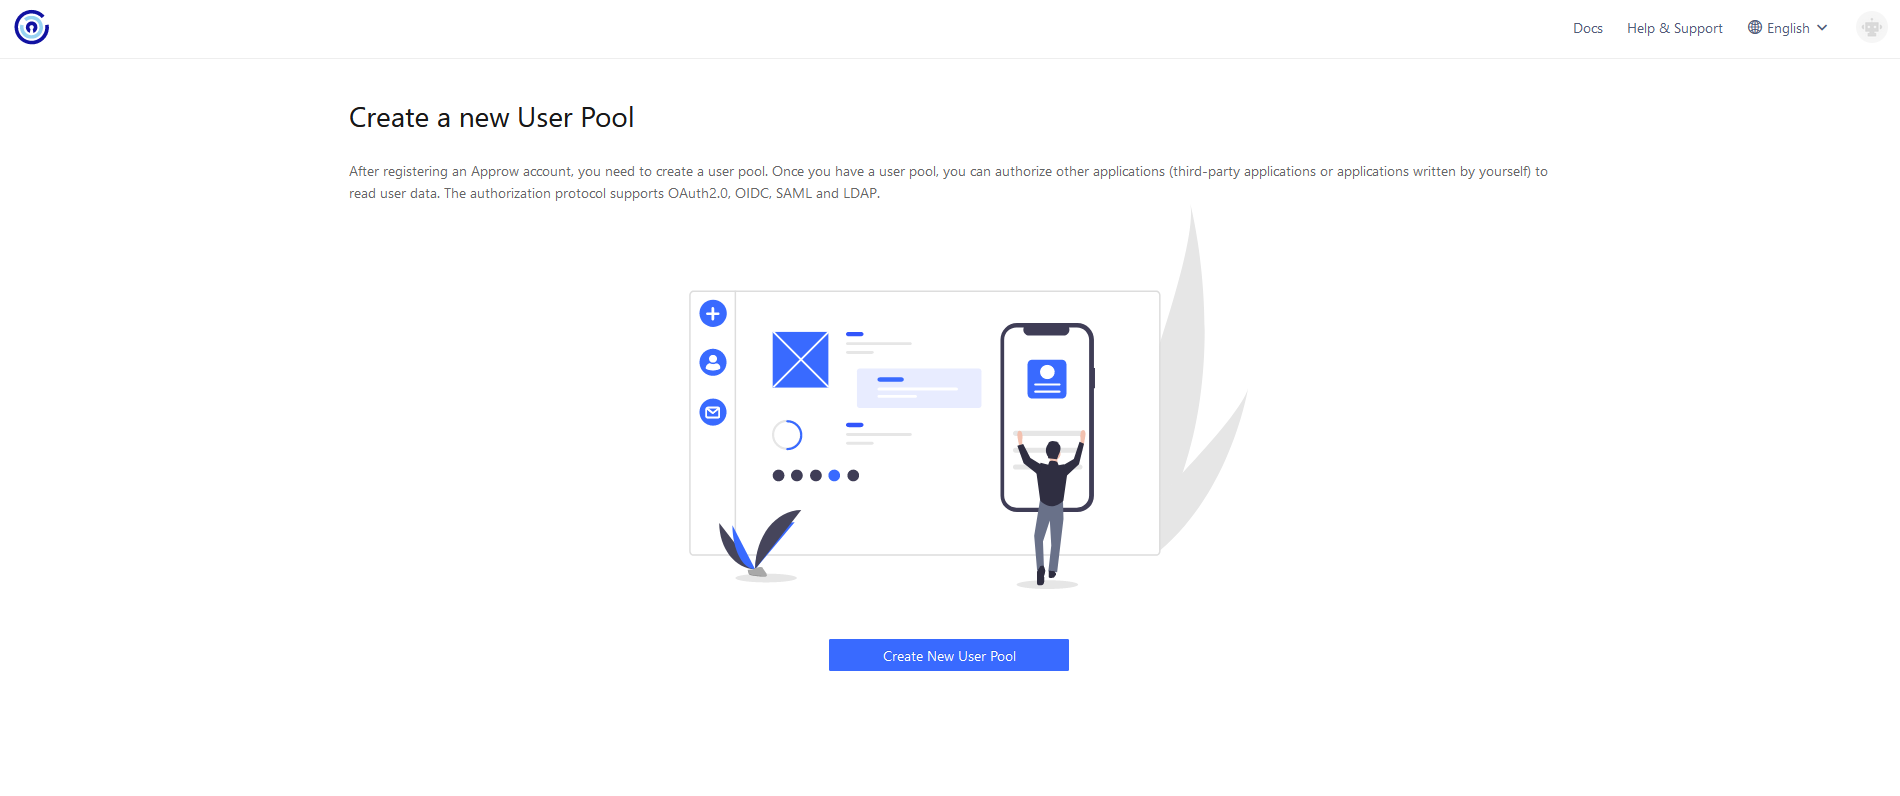 Docs
Help & Support
English
Create a new User Pool
After registering an Approw account, you need to create a user pool. Once you have a user pool, you can authorize other applications (third-party applications or applications written by yourself) to
read user data. The authorization protocol supports OAuth2.0, OIDC, SAML and LDAP.
Create New User Pool